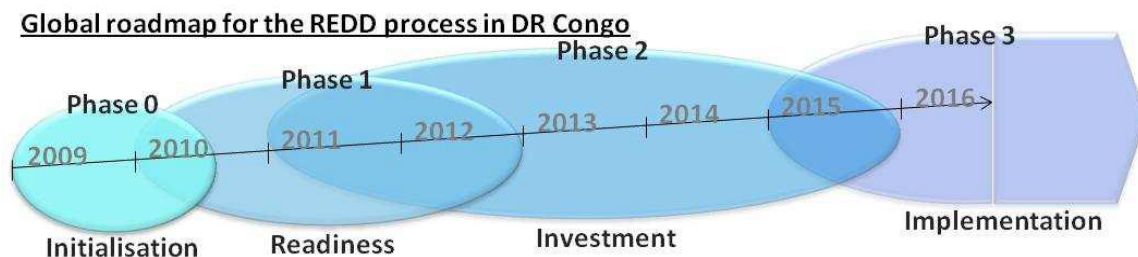 Global roadmap for the REDD process in DR Congo
Phase 0
Phase 1
Phase 2
Phase 3
2009
2010
2011
2012
2013
2014
2015
2016
Initialisation
Readiness
Investment
Implementation